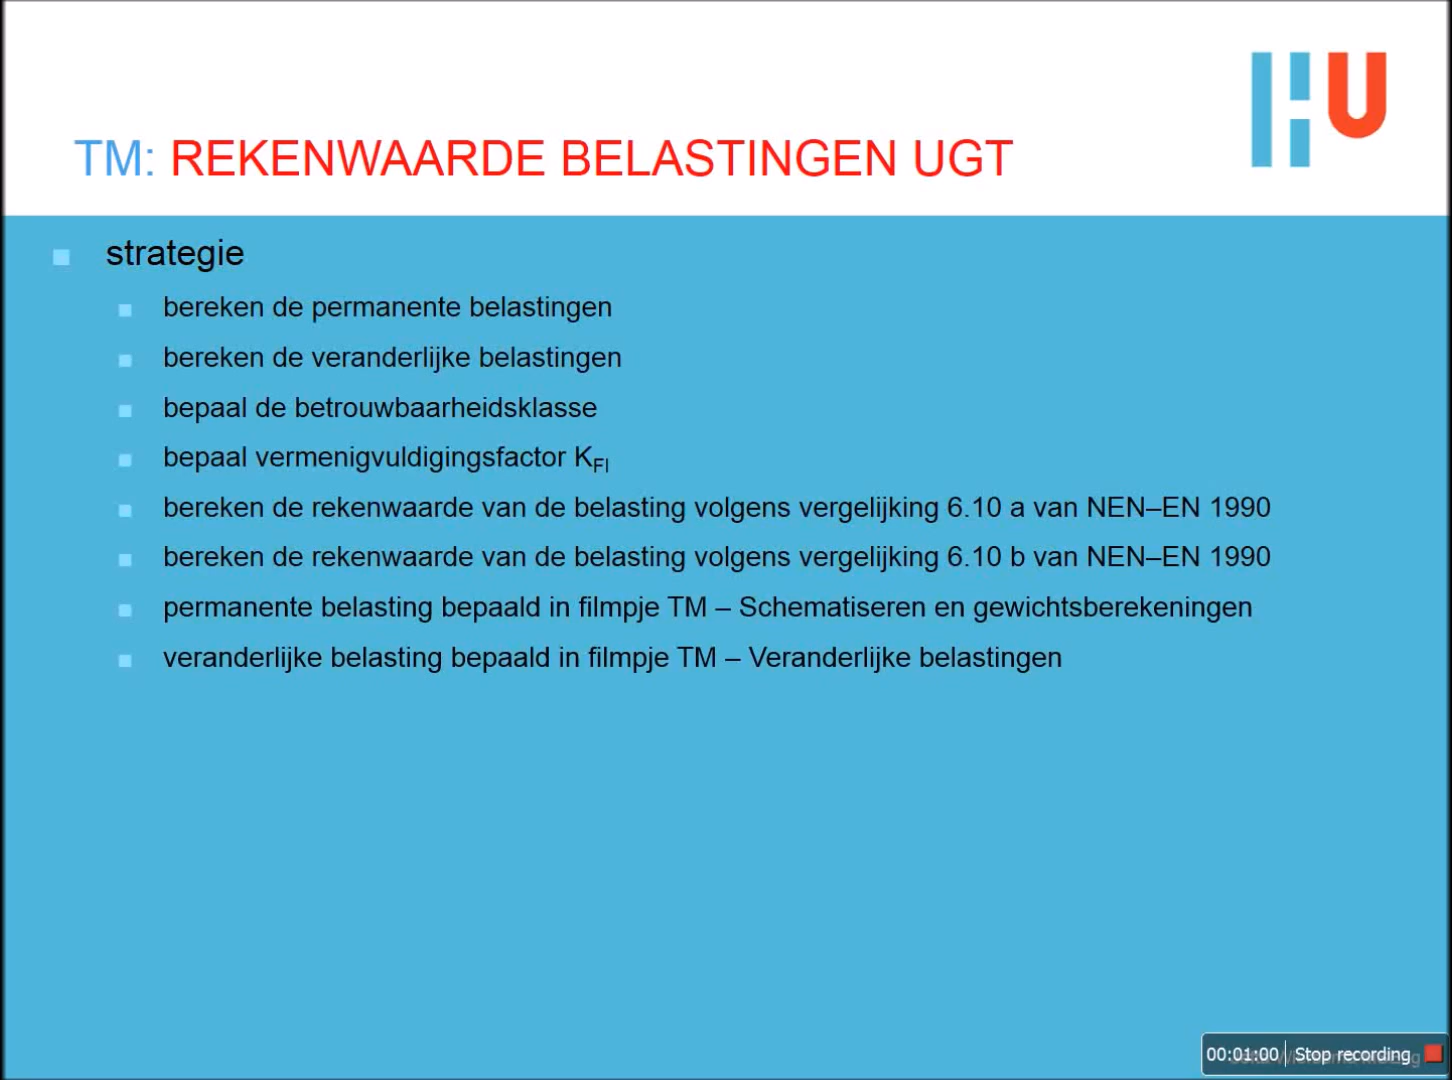 HU
TM: REKENWAARDE BELASTINGEN UGT
strategie
bereken de permanente belastingen
bereken de veranderlijke belastingen
bepaal de betrouwbaarheidsklasse
bepaal vermenigvuldigingsfactor KFI
bereken de rekenwaarde van de belasting volgens vergelijking 6.10 a van NEN–EN 1990
bereken de rekenwaarde van de belasting volgens vergelijking 6.10 b van NEN–EN 1990
permanente belasting bepaald in filmpje TM – Schematiseren en gewichtsberekeningen
veranderlijke belasting bepaald in filmpje TM – Veranderlijke belastingen
00:01:00 Stop recording